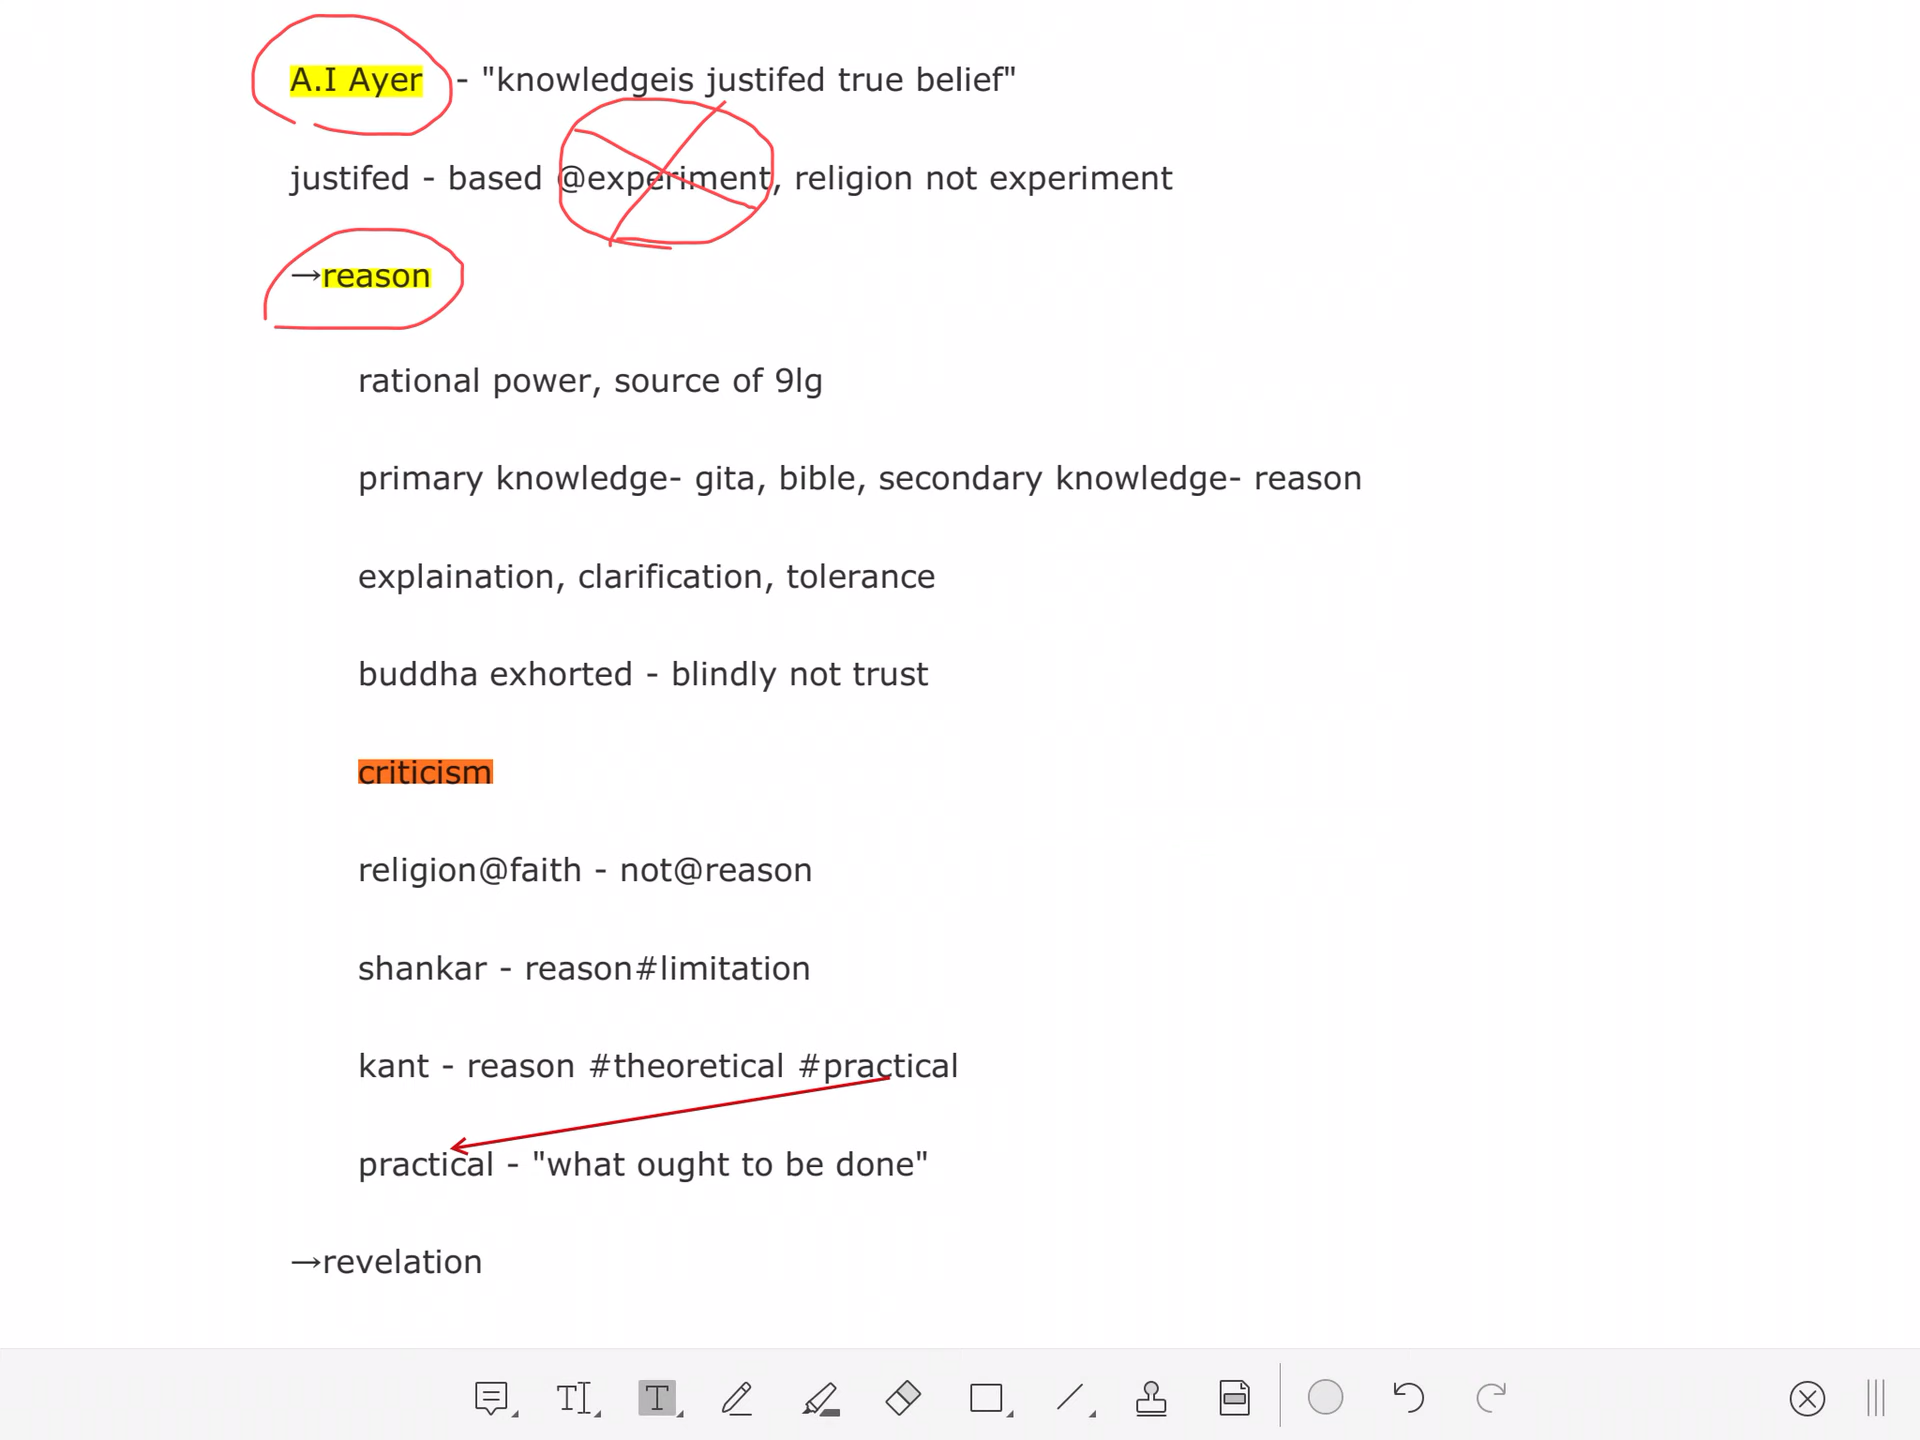 A.I Ayer - "knowledgeis justifed true belief"
justifed - based @experiment, religion not experiment
→reason
rational power, source of 9lg
primary knowledge- gita, bible, secondary knowledge- reason
explaination, clarification, tolerance
buddha exhorted - blindly not trust
criticism
religion@faith - not@reason
shankar - reason#limitation
kant - reason #theoretical #practical
practical - "what ought to be done"
→revelation